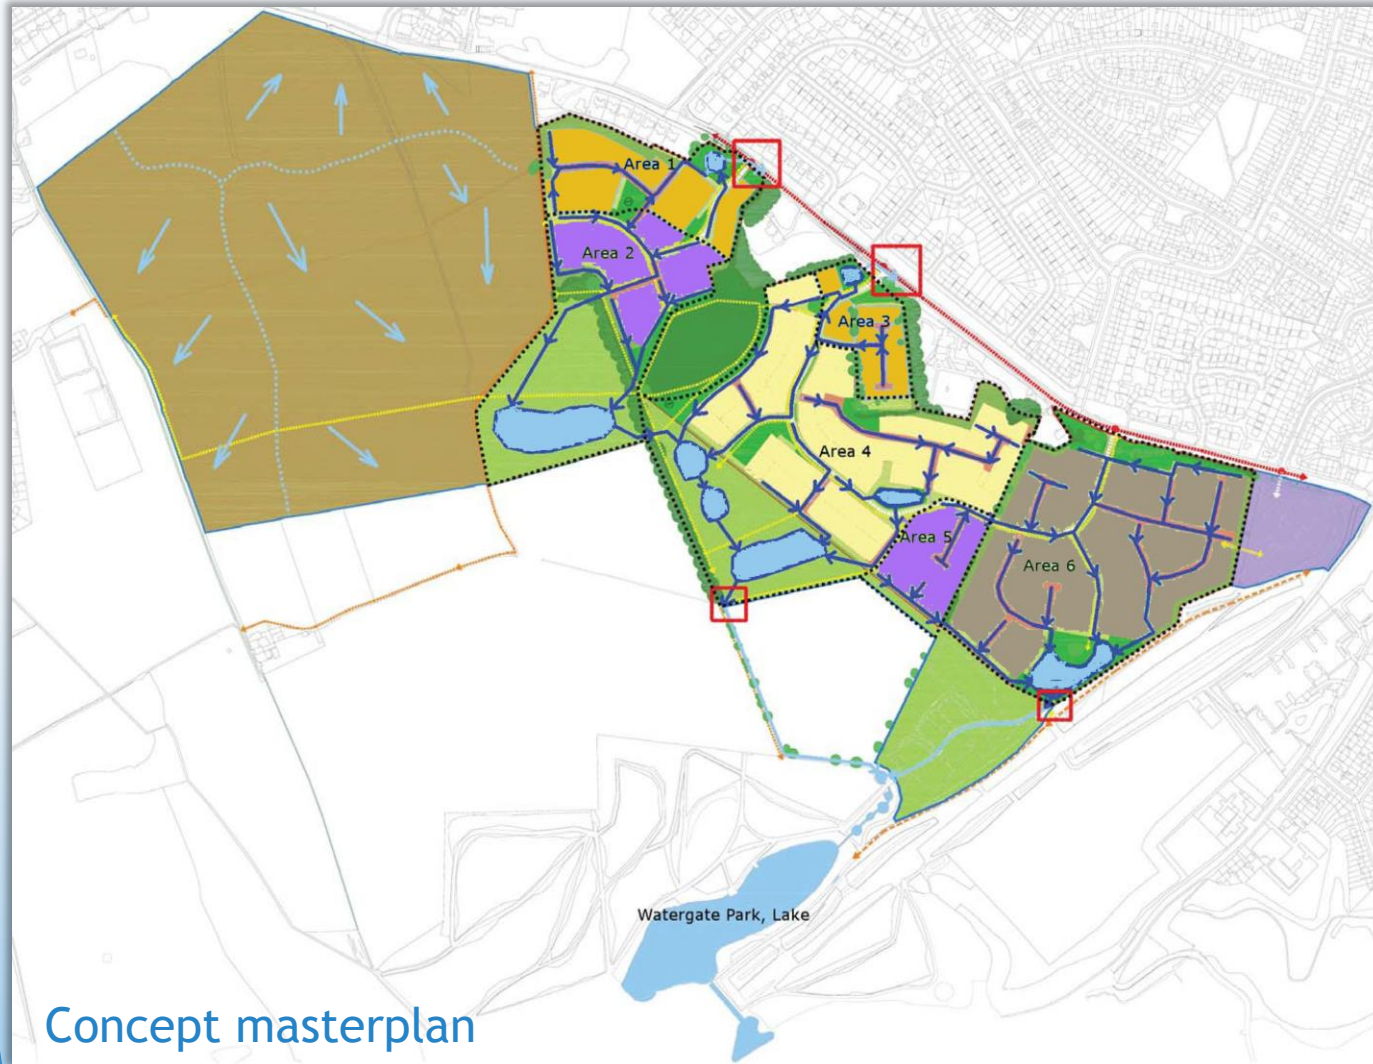 Area 1
Area 2
Area 3
Area 4
Area 5
Area 6
Watergate Park, Lake
Concept masterplan